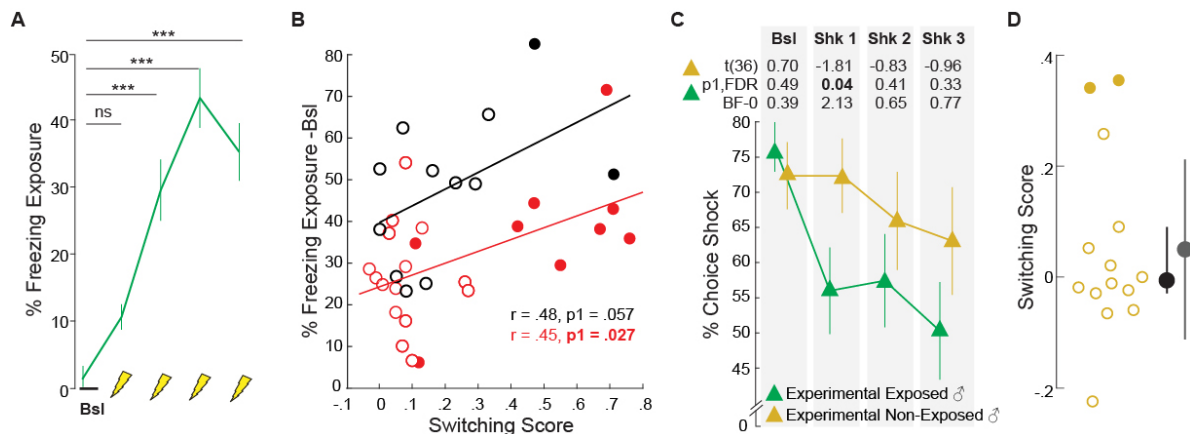 A
B
C
D
***
***
***
ns
50
40
30
20
10
0
% Freezing Exposure
Bsl
90
80
70
60
50
40
30
20
10
0
% Freezing Exposure -Bsl
r = .48, p1 = .057
r = .45, p1 = .027
-.1 0 .1 .2 .3 .4 .5 .6 .7 .8
Switching Score
Bsl Shk 1 Shk 2 Shk 3
t(36) 0.70 -1.81 -0.83 -0.96
p1,FDR 0.49 0.04 0.41 0.33
BF-0 0.39 2.13 0.65 0.77
80
75
70
65
60
55
50
45
40
0
% Choice Shock
Experimental Exposed ♂
Experimental Non-Exposed ♂
.4
.2
0
-.2
Switching Score